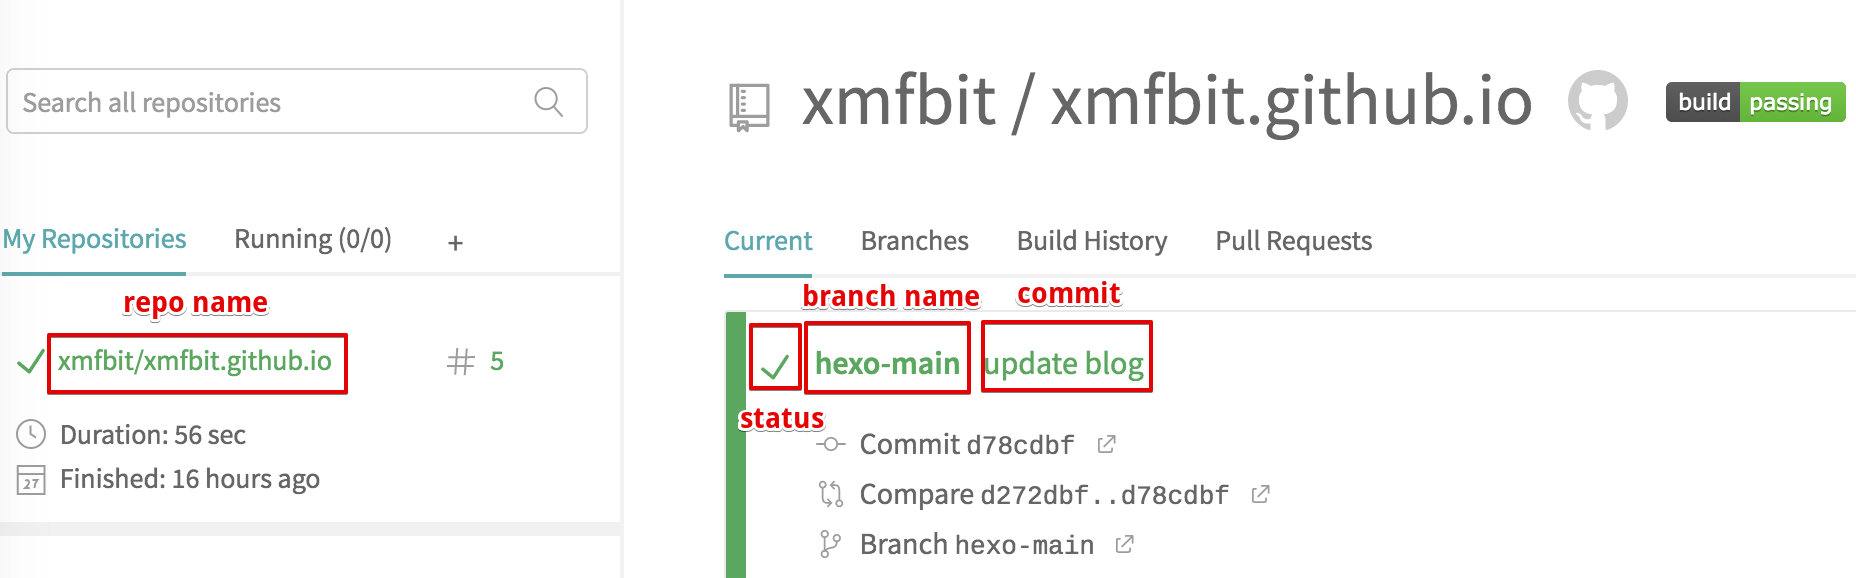 Search all repositories
My Repositories
Running (0/0)
+
repo name
xmfbit/xmfbit.github.io
# 5
Duration: 56 sec
27
Finished: 16 hours ago
xmfbit / xmfbit.github.io
build passing
Current
Branches
Build History
Pull Requests
branch name
commit
hexo-main
update blog
status
Commit d78cdbf
Compare d272dbf..d78cdbf
Branch hexo-main